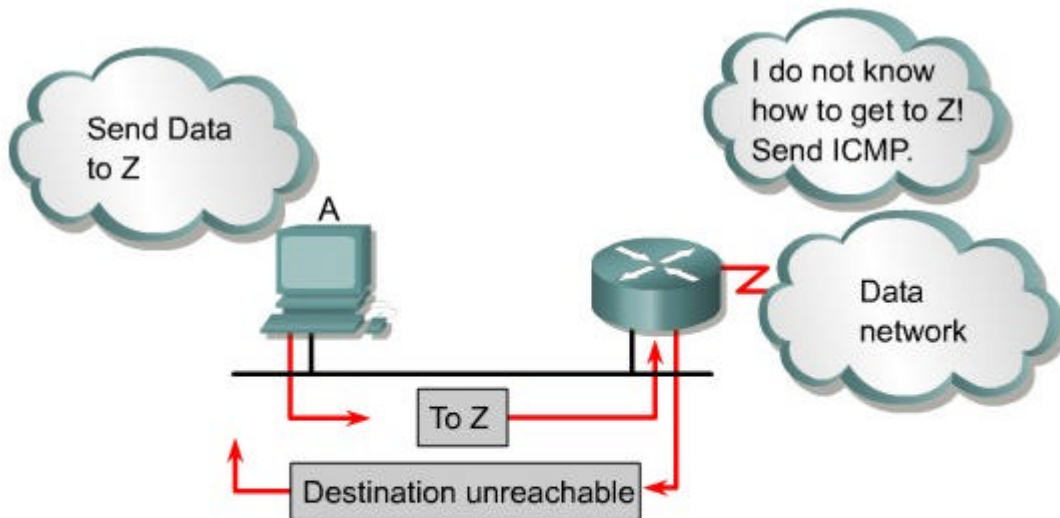 Send Data
to Z
A
I do not know
how to get to Z!
Send ICMP.
Data
network
To Z
Destination unreachable